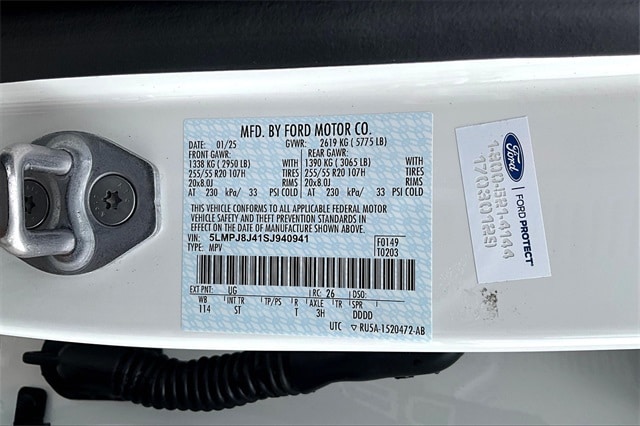 MFD. BY FORD MOTOR CO.
DATE: 01/25 GVWR: 2619 KG ( 5775 LB)
FRONT GAWR: REAR GAWR:
1338 KG ( 2950 LB) WITH 1390 KG ( 3065 LB) WITH
255/55 R20 107H TIRES 255/55 R20 107H TIRES
20x8.0J RIMS 20x8.0J RIMS
AT 230 kPa/ 33 PSI COLD AT 230 kPa/ 33 PSI COLD
THIS VEHICLE CONFORMS TO ALL APPLICABLE FEDERAL MOTOR
VEHICLE SAFETY AND THEFT PREVENTION STANDARDS IN
EFFECT ON THE DATE OF MANUFACTURE SHOWN ABOVE.
VIN: 5LMPJ8J41SJ940941 F0149
TYPE: MPV T0203
EXT PNT: UG RC: 26 DSO:
WB INT TR TP/PS R AXLE TR SPR
114 ST T 3H DDDD
UTC ▽RU5A-1520472-AB
Ford
FORD PROTECT
1-800-521-4144